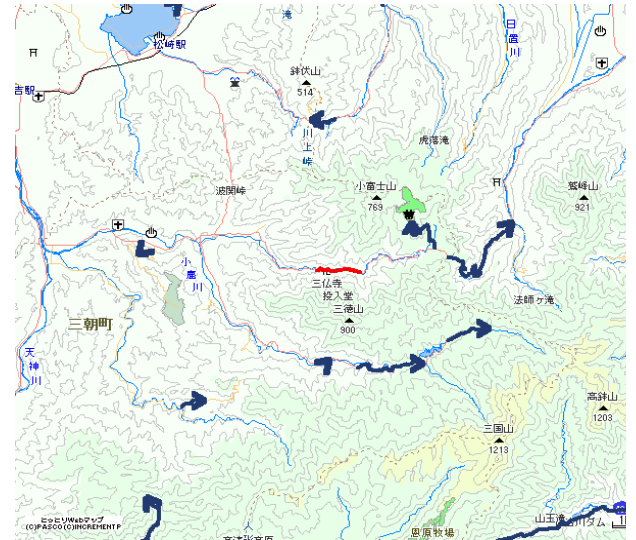 滝
日置川
松崎駅
鉢伏山
514
吉駅
川上峠
虎落滝
小富士山
769
鷲峰山
921
波関峠
小鹿川
三仏寺
投入堂
三徳山
900
法師ヶ滝
三朝町
天神川
三国山
1213
高鉢山
1203
とっとりWebマップ
(C)PASCO(C)INCREMENT P
恩原牧場
山王滝